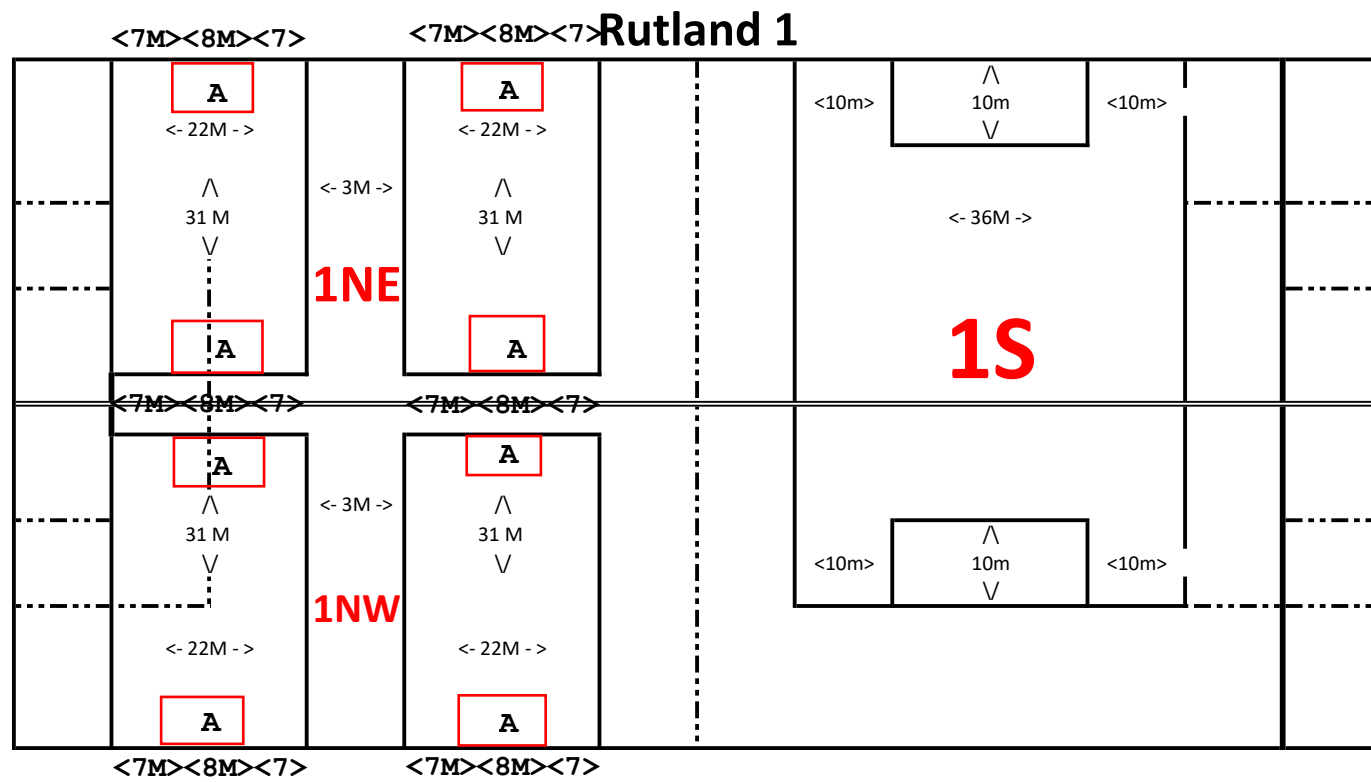 <7M><8M><7> <7M><8M><7> Rutland 1
A A /\
<10m> 10m <10m>
<- 22M - > <- 22M - > \/
/\ <- 3M -> /\
31 M 31 M <- 36M ->
\/ \/
1NE
1S
A A
<7M><8M><7> <7M><8M><7>
A A
/\ <- 3M -> /\
31 M 31 M /\
\/ \/ <10m> 10m <10m>
\/
1NW
<- 22M - > <- 22M - >
A A
<7M><8M><7> <7M><8M><7>